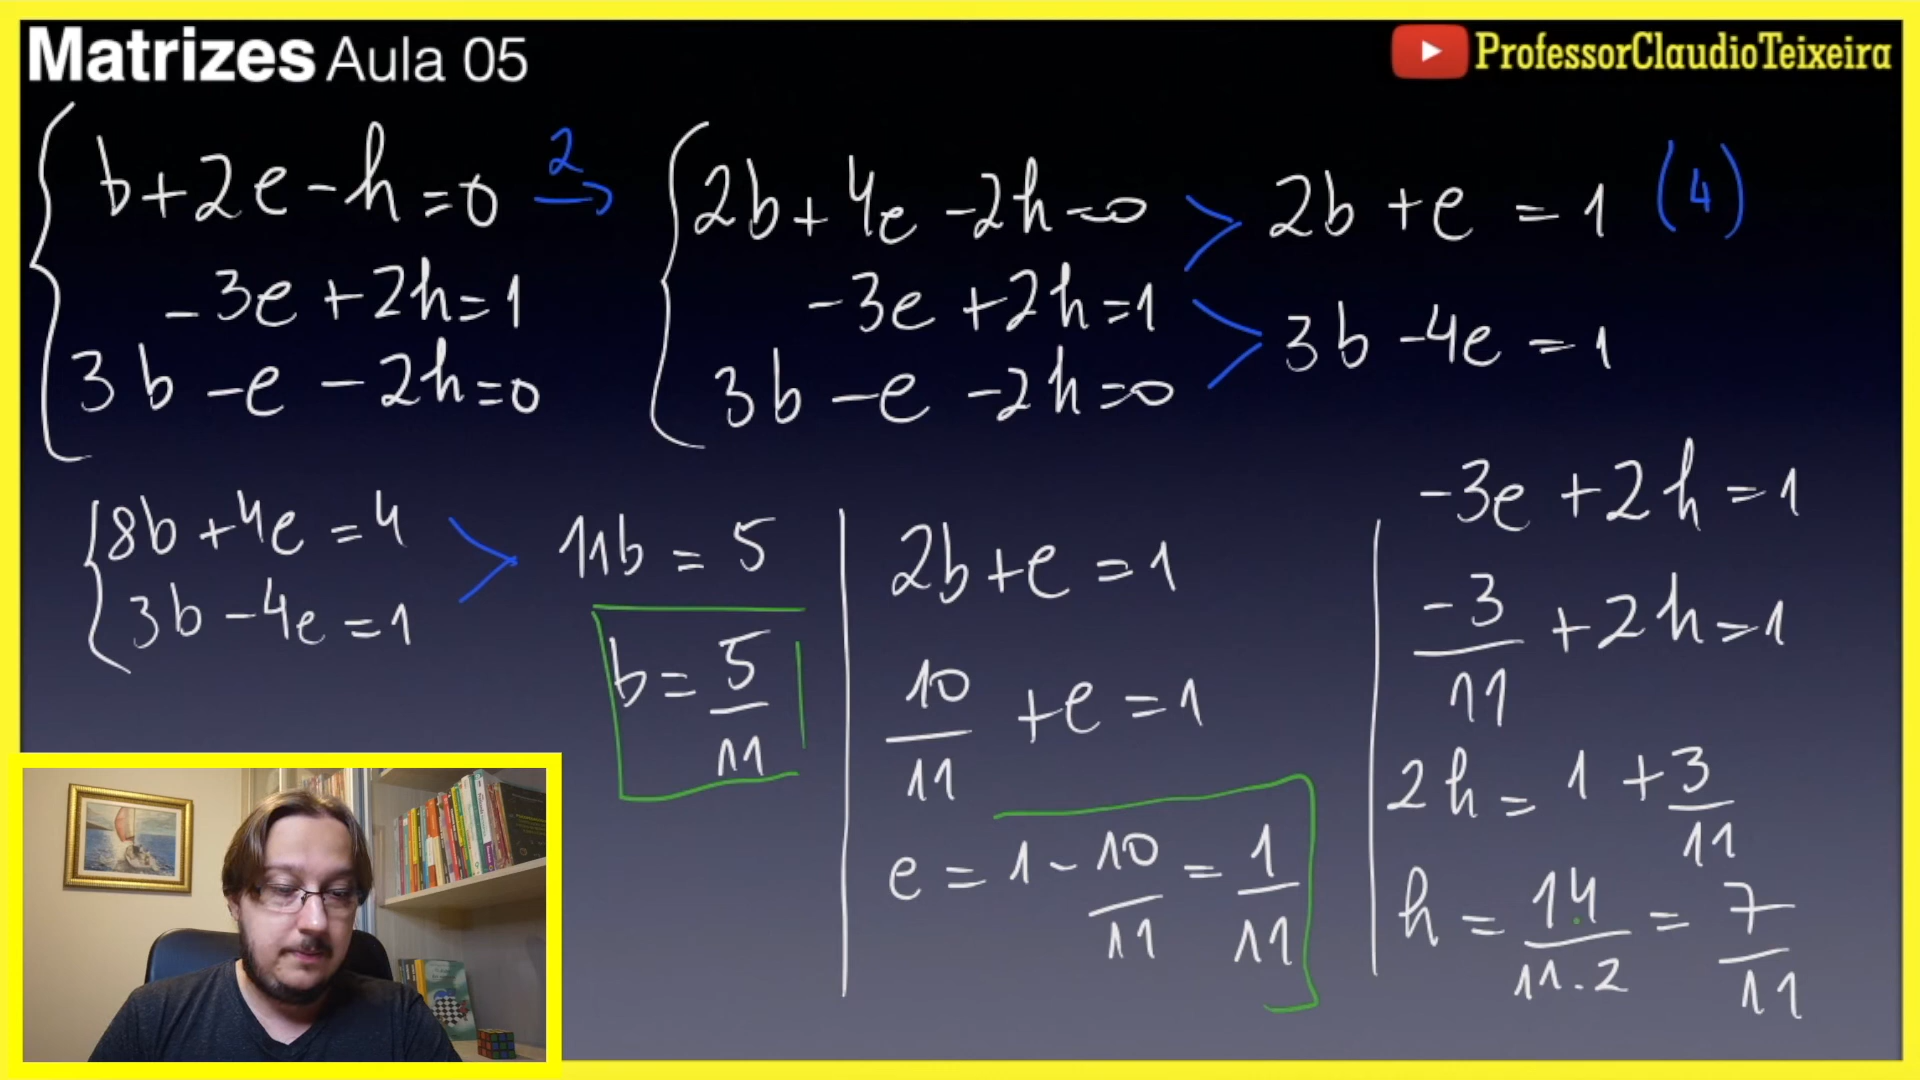 Matrizes Aula 05
ProfessorClaudioTeixeira
b + 2e - h = 0
2
-3e + 2h = 1
3b - e - 2h = 0
2b + 4e - 2h = 0
-3e + 2h = 1
3b - e - 2h = 0
2b + e = 1 (4)
3b - 4e = 1
8b + 4e = 4
3b - 4e = 1
11b = 5
b = 5/11
2b + e = 1
10/11 + e = 1
e = 1 - 10/11 = 1/11
-3e + 2h = 1
-3/11 + 2h = 1
2h = 1 + 3/11
h = 14/11.2 = 7/11